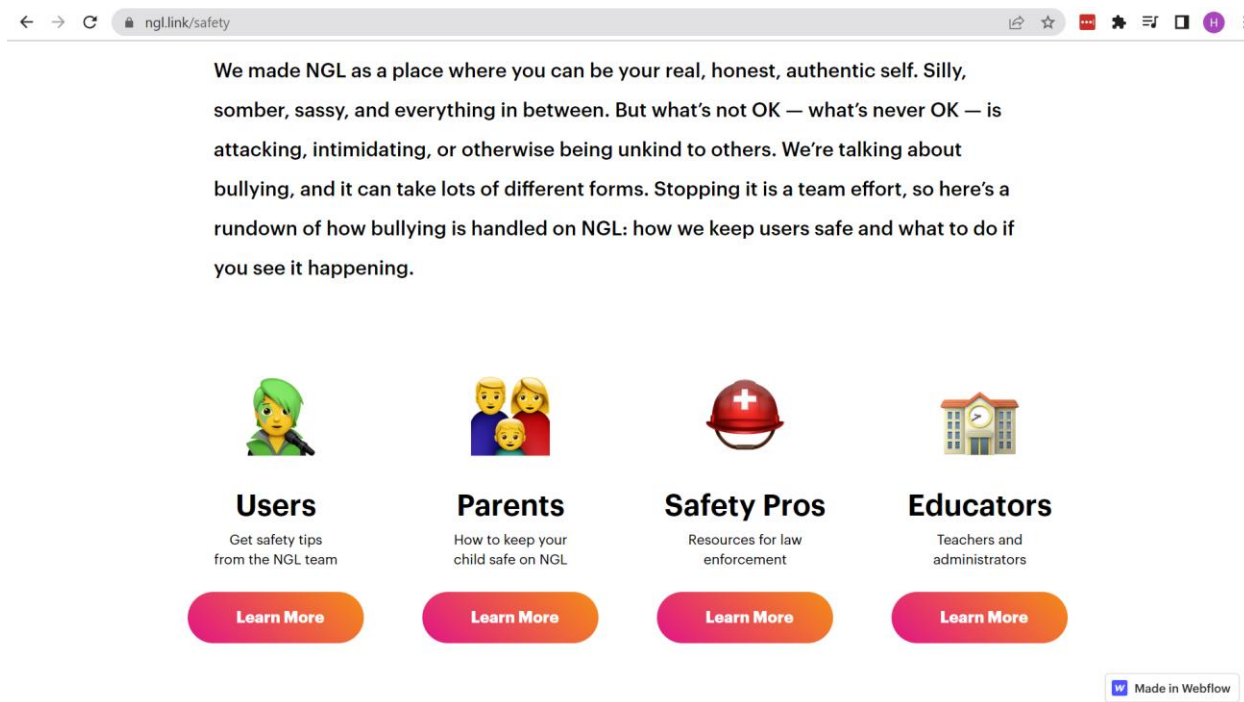 ngl.link/safety
H
We made NGL as a place where you can be your real, honest, authentic self. Silly,
somber, sassy, and everything in between. But what’s not OK — what’s never OK — is
attacking, intimidating, or otherwise being unkind to others. We’re talking about
bullying, and it can take lots of different forms. Stopping it is a team effort, so here’s a
rundown of how bullying is handled on NGL: how we keep users safe and what to do if
you see it happening.
Users
Get safety tips
from the NGL team
Learn More
Parents
How to keep your
child safe on NGL
Learn More
Safety Pros
Resources for law
enforcement
Learn More
Educators
Teachers and
administrators
Learn More
W Made in Webflow